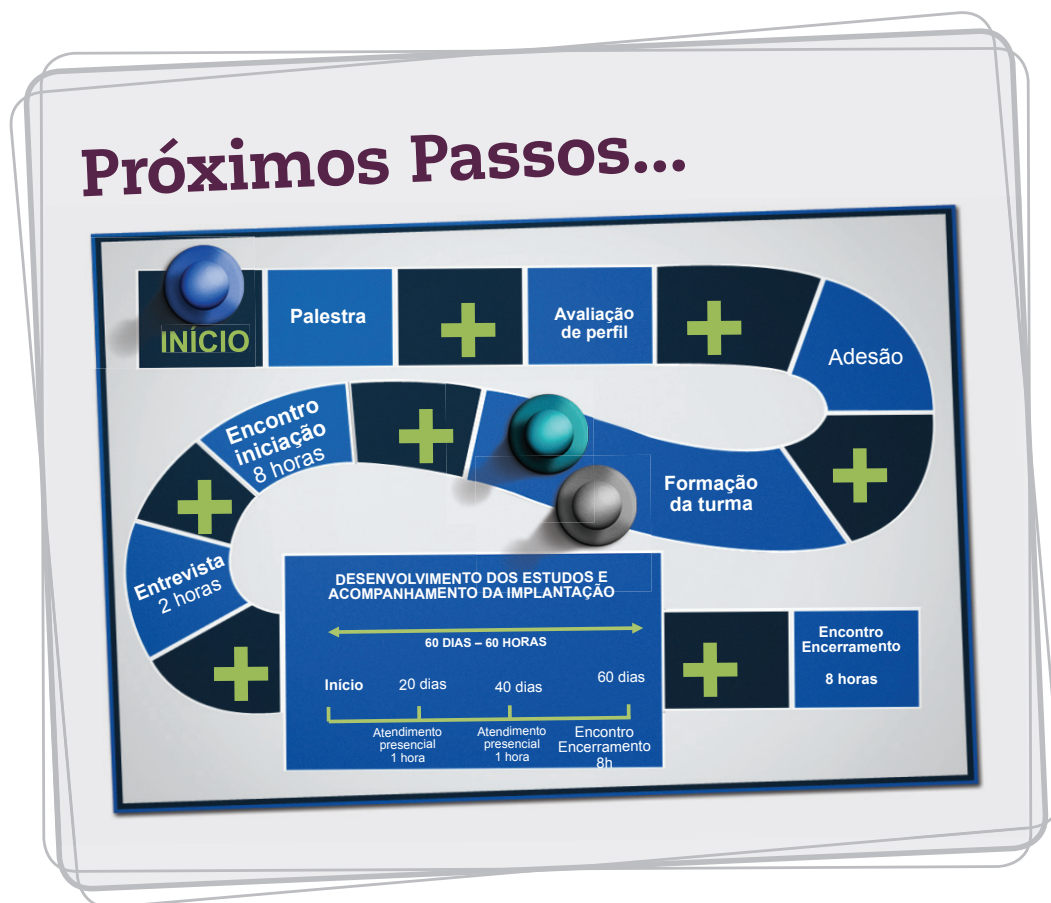 Próximos Passos...
INÍCIO
Palestra
Avaliação
de perfil
Adesão
Formação
da turma
Encontro
iniciação
8 horas
Entrevista
2 horas
DESENVOLVIMENTO DOS ESTUDOS E
ACOMPANHAMENTO DA IMPLANTAÇÃO
60 DIAS – 60 HORAS
Início
20 dias
40 dias
60 dias
Atendimento
presencial
1 hora
Atendimento
presencial
1 hora
Encontro
Encerramento
8h
Encontro
Encerramento
8 horas